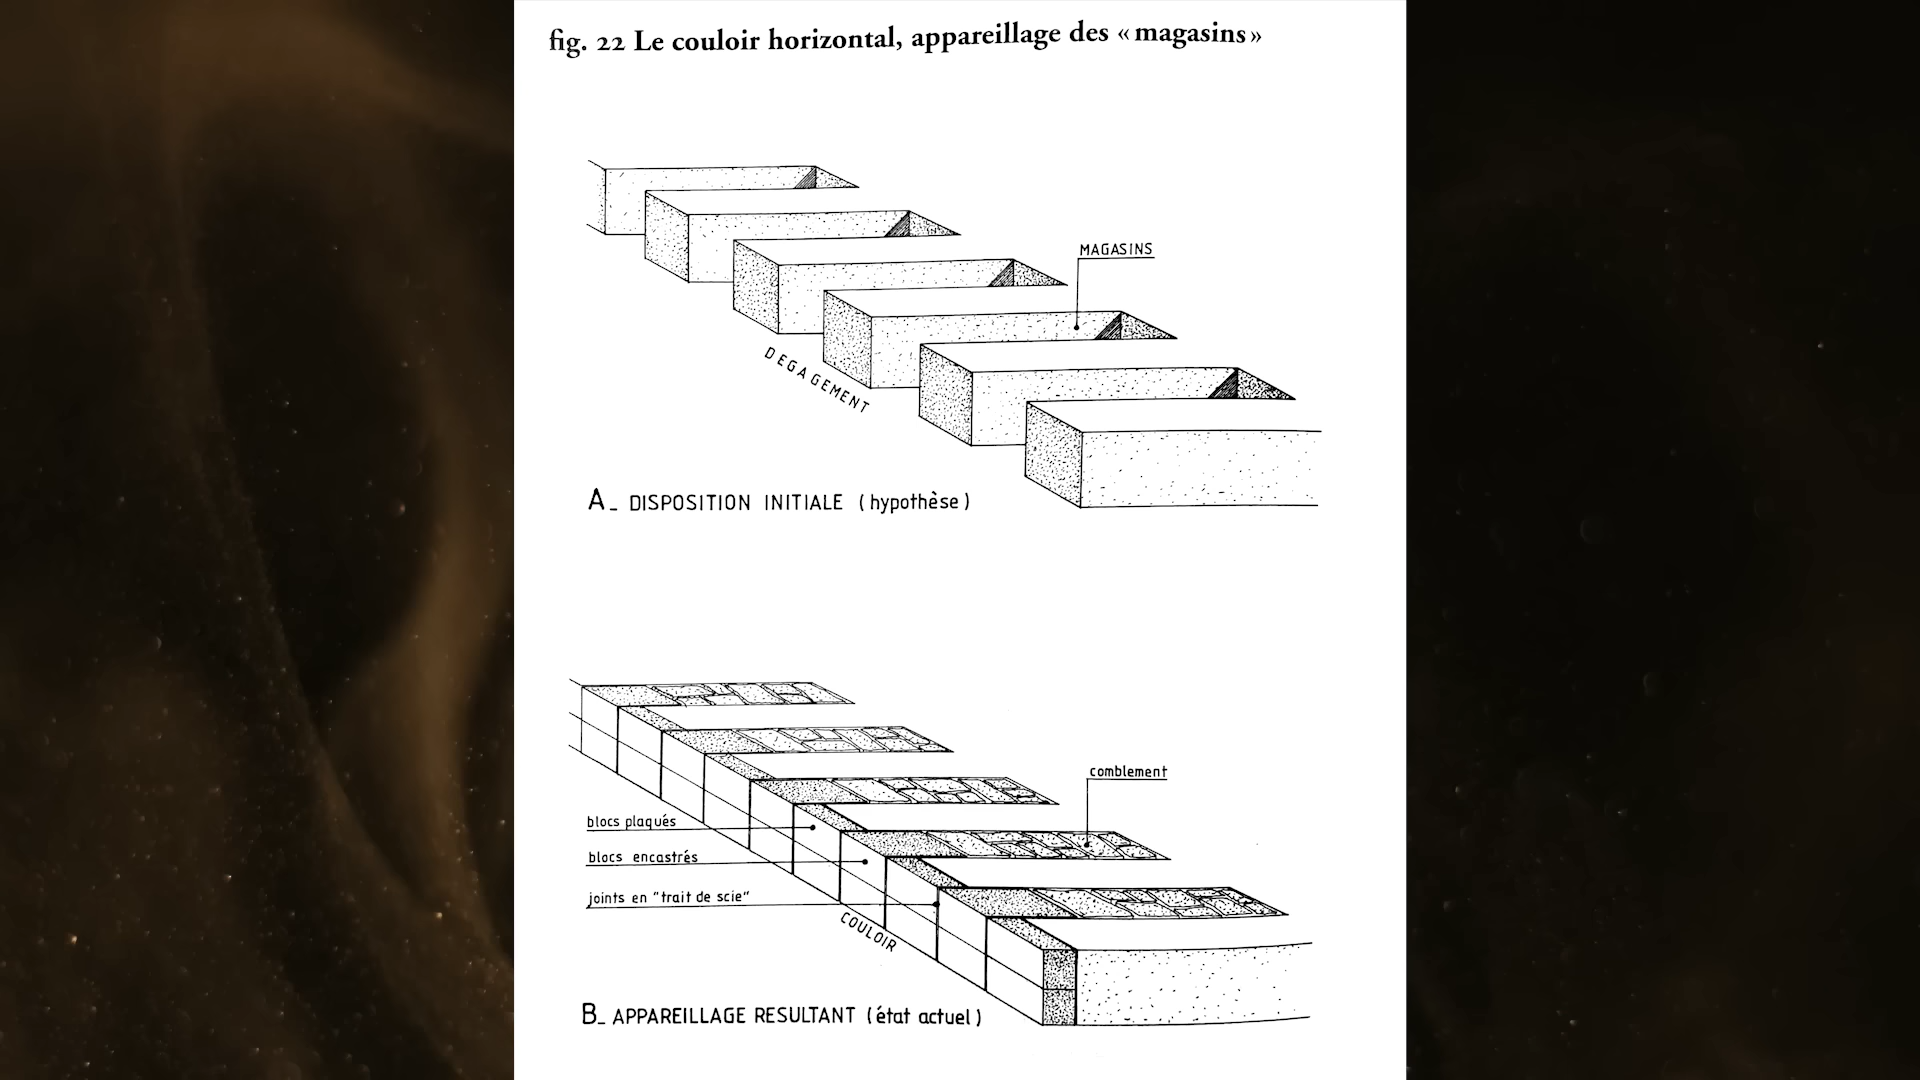 fig. 22 Le couloir horizontal, appareillage des « magasins »
MAGASINS
DEGAGEMENT
A_ DISPOSITION INITIALE (hypothèse)
comblement
blocs plaqués
blocs encastrés
joints en "trait de scie"
COULOIR
B_ APPAREILLAGE RESULTANT (état actuel)